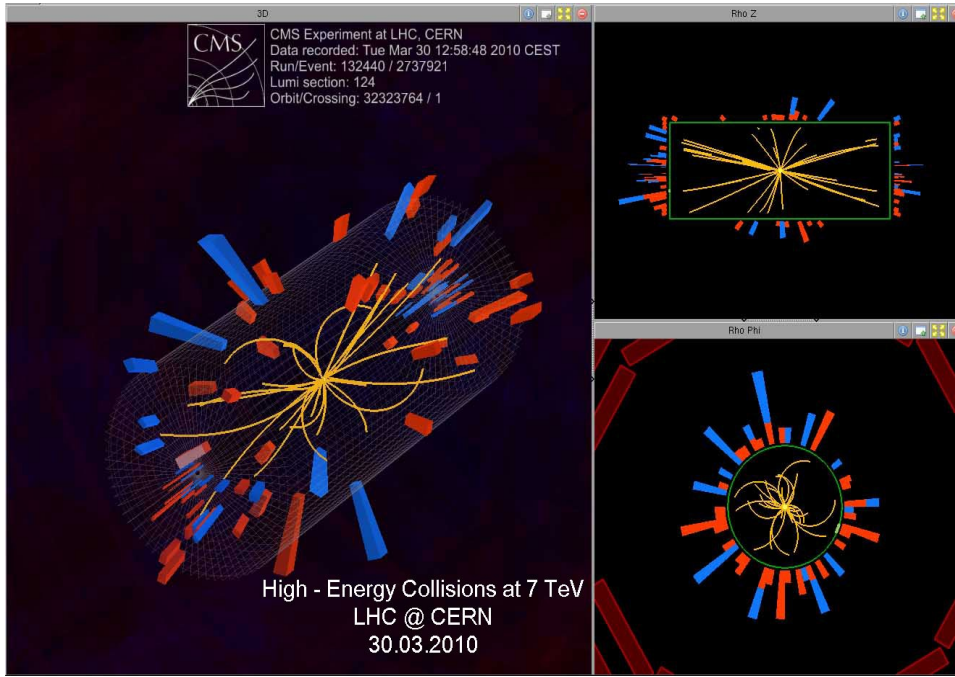 3D
CMS
CMS Experiment at LHC, CERN
Data recorded: Tue Mar 30 12:58:48 2010 CEST
Run/Event: 132440 / 2737921
Lumi section: 124
Orbit/Crossing: 32323764 / 1
High - Energy Collisions at 7 TeV
LHC @ CERN
30.03.2010
Rho Z
Rho Phi